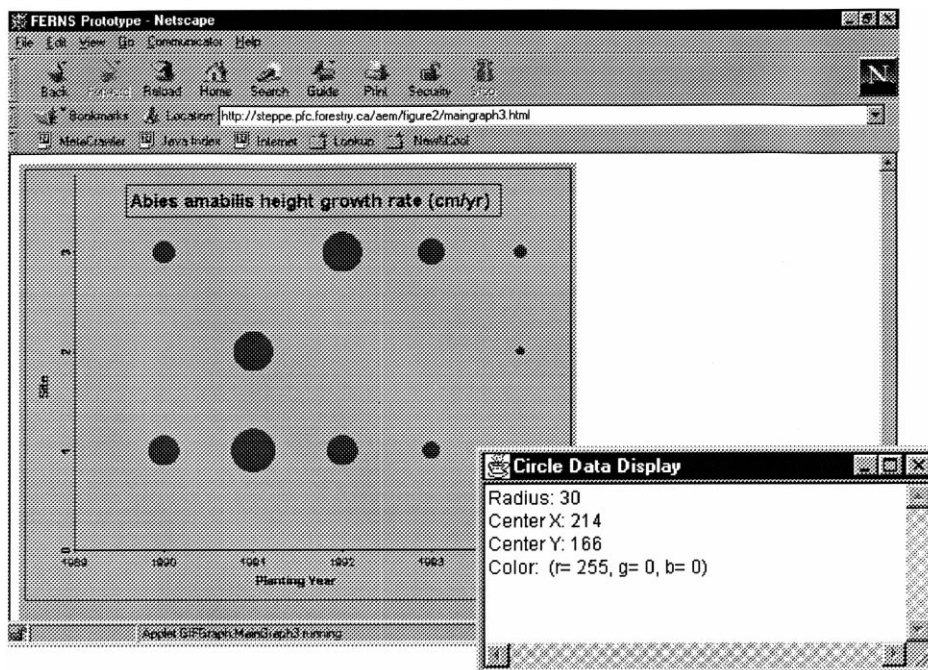 FERNS Prototype - Netscape
File Edit View Go Communicator Help
Back Forward Reload Home Search Guide Print Security Stop
N
Bookmarks Location: http://steppe.pfc.forestry.ca/aem/figure2/maingraph3.html
MetaCrawler Java Index Internet Lookup New&Cool
Abies amabilis height growth rate (cm/yr)
3
2
Site
1
0
1989 1990 1991 1992 1993
Planting Year
Circle Data Display
Radius: 30
Center X: 214
Center Y: 166
Color: (r= 255, g= 0, b= 0)
Applet GIFGraph.MainGraph3 running